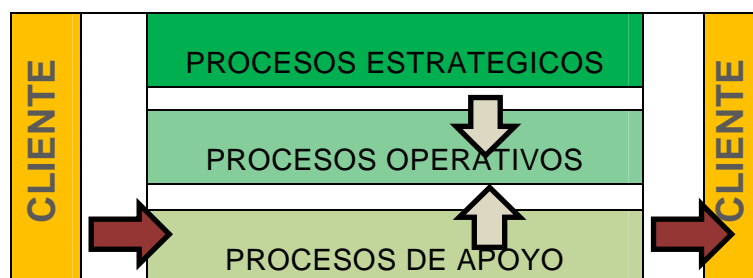 CLIENTE
PROCESOS ESTRATEGICOS
PROCESOS OPERATIVOS
PROCESOS DE APOYO
CLIENTE